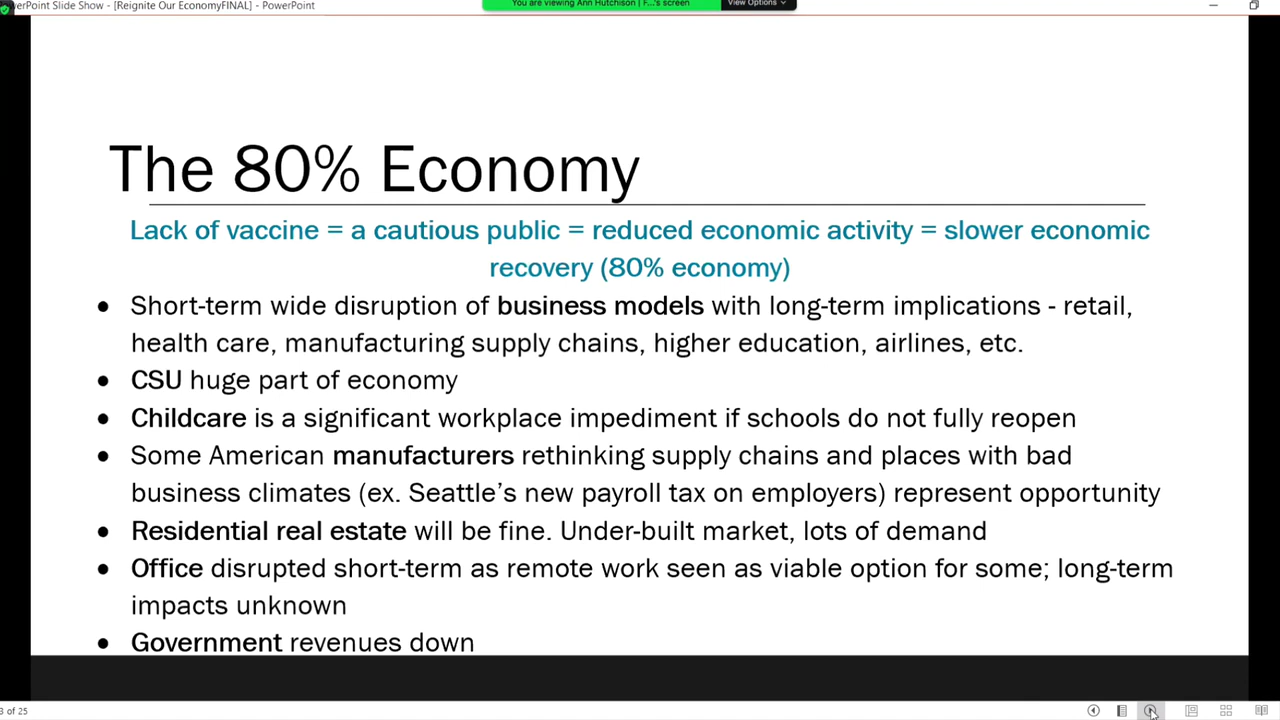 PowerPoint Slide Show - [Reignite Our EconomyFINAL] - PowerPoint
You are viewing Ann Hutchison | F...'s screen
View Options
The 80% Economy
Lack of vaccine = a cautious public = reduced economic activity = slower economic
recovery (80% economy)
● Short-term wide disruption of business models with long-term implications - retail,
health care, manufacturing supply chains, higher education, airlines, etc.
● CSU huge part of economy
● Childcare is a significant workplace impediment if schools do not fully reopen
● Some American manufacturers rethinking supply chains and places with bad
business climates (ex. Seattle's new payroll tax on employers) represent opportunity
● Residential real estate will be fine. Under-built market, lots of demand
● Office disrupted short-term as remote work seen as viable option for some; long-term
impacts unknown
● Government revenues down
of 25